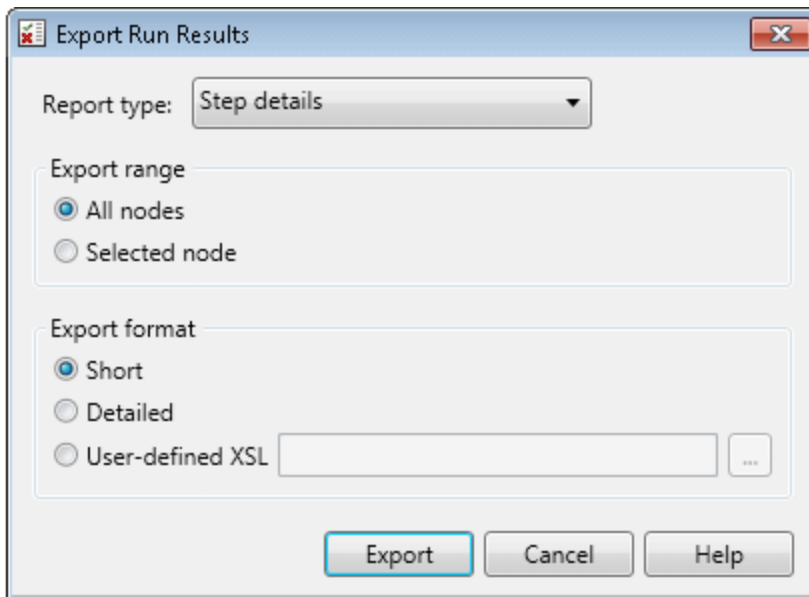 Export Run Results
Report type: Step details
Export range
All nodes
Selected node
Export format
Short
Detailed
User-defined XSL ...
Export Cancel Help